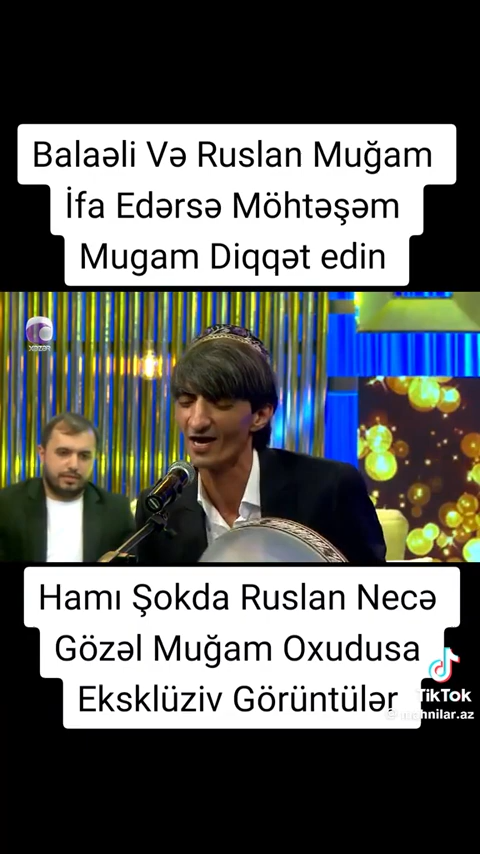 Balaəli Və Ruslan Muğam
İfa Edərsə Möhtəşəm
Mugam Diqqət edin
XƏZƏR
Hamı Şokda Ruslan Necə
Gözəl Muğam Oxudusa
Eksklüziv Görüntülər
TikTok